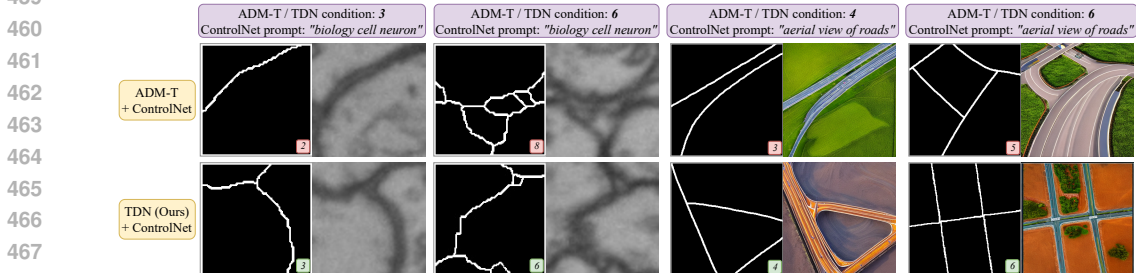 459
460
461
462
463
464
465
466
467
ADM-T / TDN condition: 3
ControlNet prompt: "biology cell neuron"
ADM-T / TDN condition: 6
ControlNet prompt: "biology cell neuron"
ADM-T / TDN condition: 4
ControlNet prompt: "aerial view of roads"
ADM-T / TDN condition: 6
ControlNet prompt: "aerial view of roads"
ADM-T
+ ControlNet
2
8
3
5
TDN (Ours)
+ ControlNet
3
6
4
6